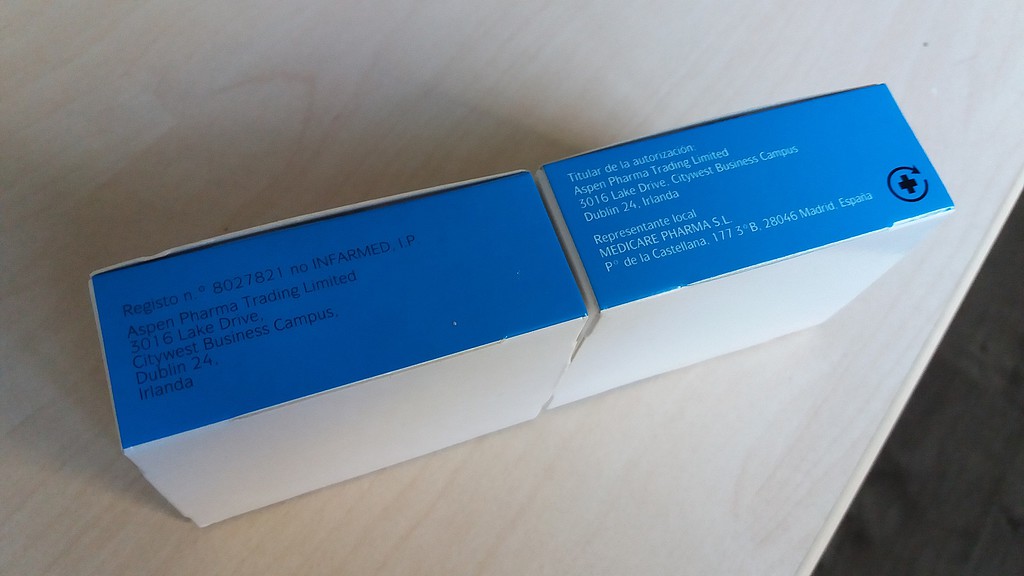 Registo n.º 8027821 no INFARMED, I.P
Aspen Pharma Trading Limited
3016 Lake Drive,
Citywest Business Campus,
Dublin 24,
Irlanda
Titular de la autorización:
Aspen Pharma Trading Limited
3016 Lake Drive, Citywest Business Campus
Dublin 24, Irlanda
Representante local
MEDICARE PHARMA S.L.
Pº de la Castellana, 177 3ºB, 28046 Madrid, España